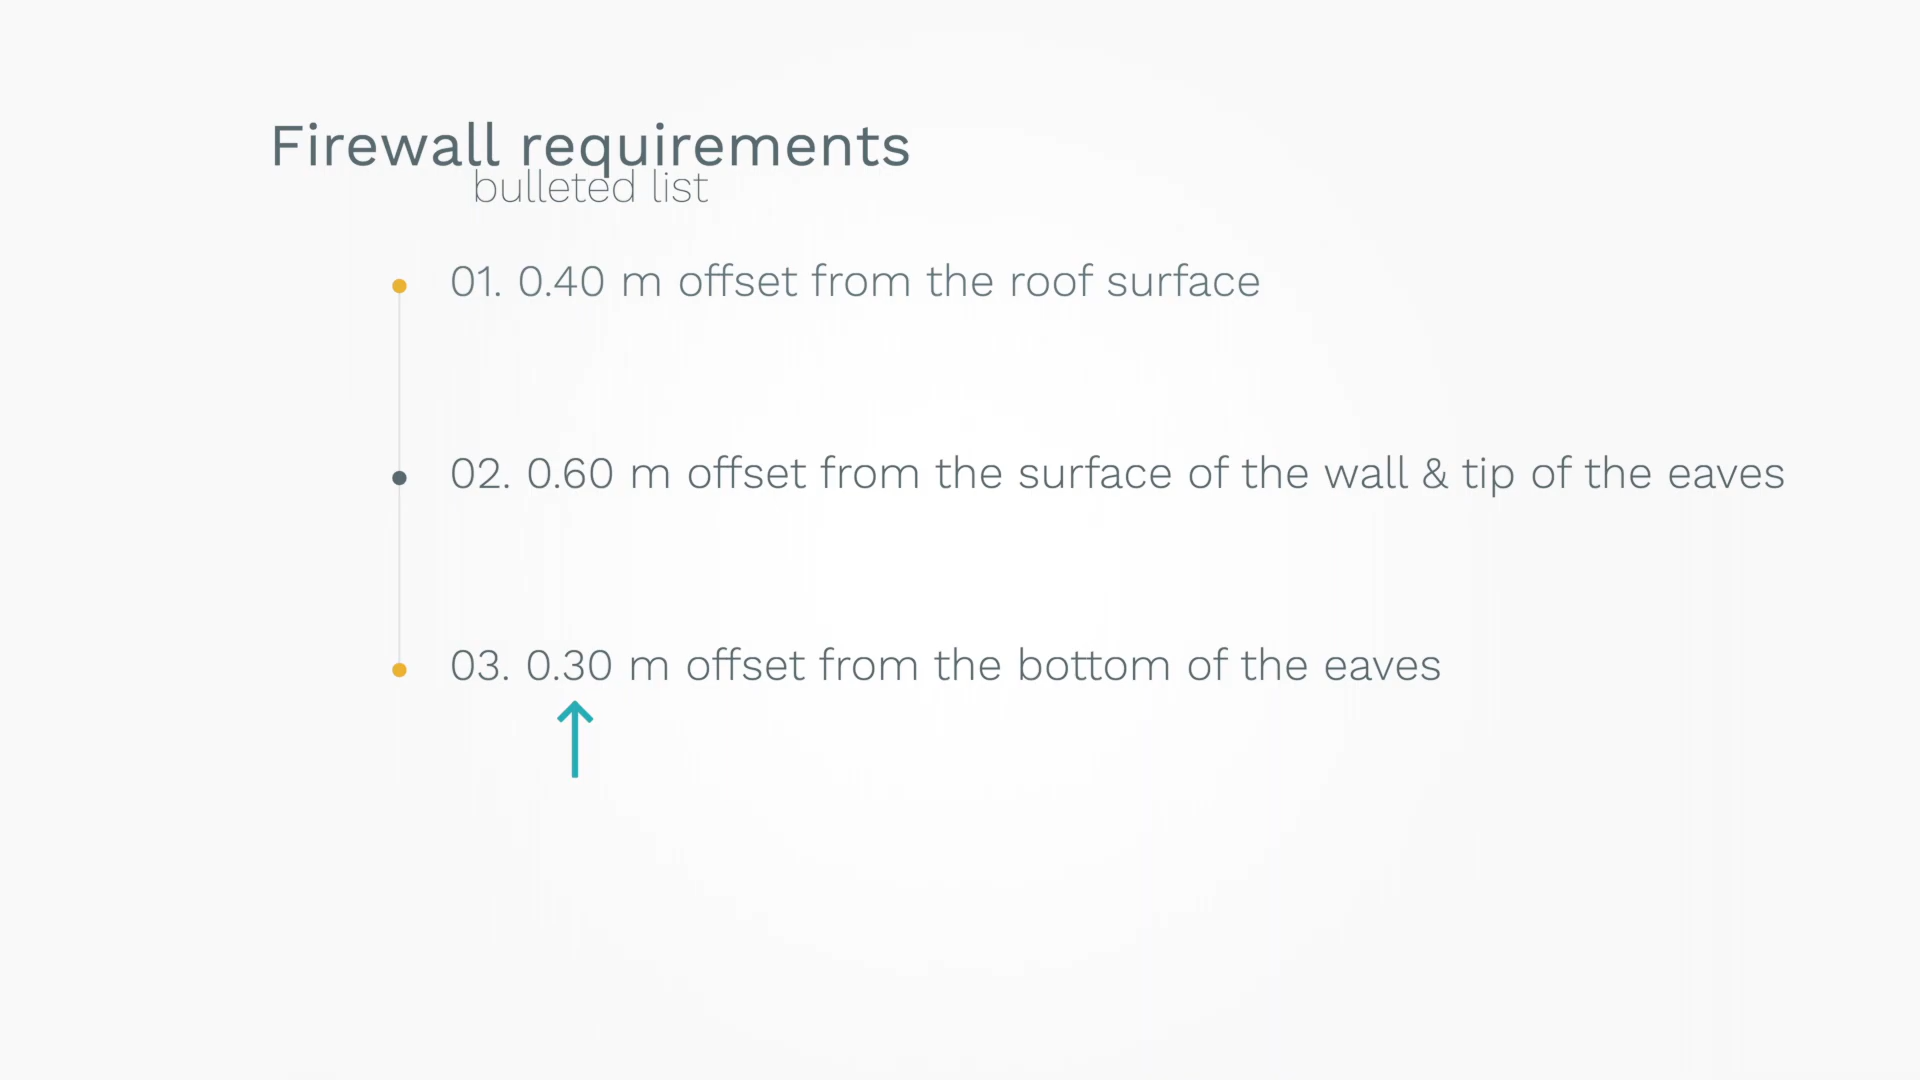 Firewall requirements
bulleted list
01. 0.40 m offset from the roof surface
02. 0.60 m offset from the surface of the wall & tip of the eaves
03. 0.30 m offset from the bottom of the eaves